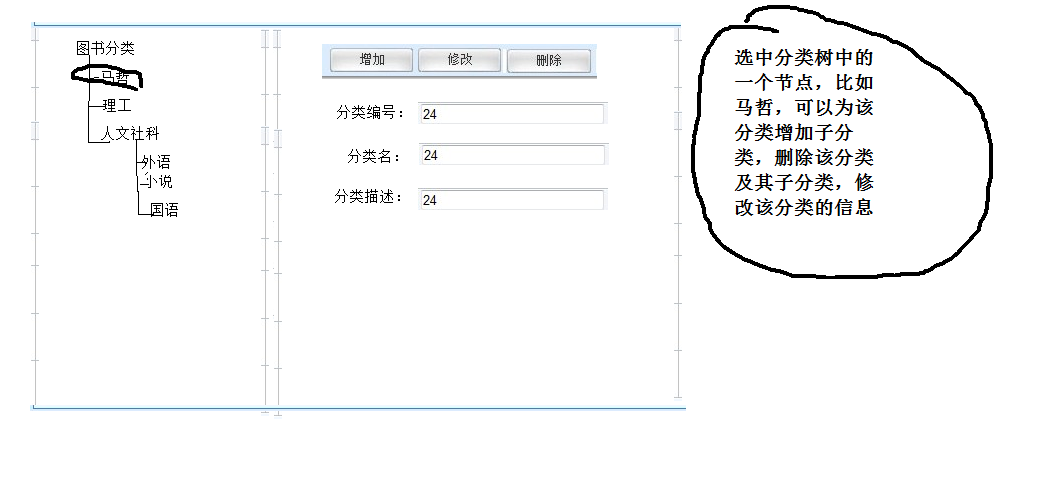 图书分类
马哲
理工
人文社科
外语
小说
国语
增加 修改 删除
分类编号： 24
分类名： 24
分类描述： 24
选中分类树中的
一个节点，比如
马哲，可以为该
分类增加子分
类，删除该分类
及其子分类，修
改该分类的信息